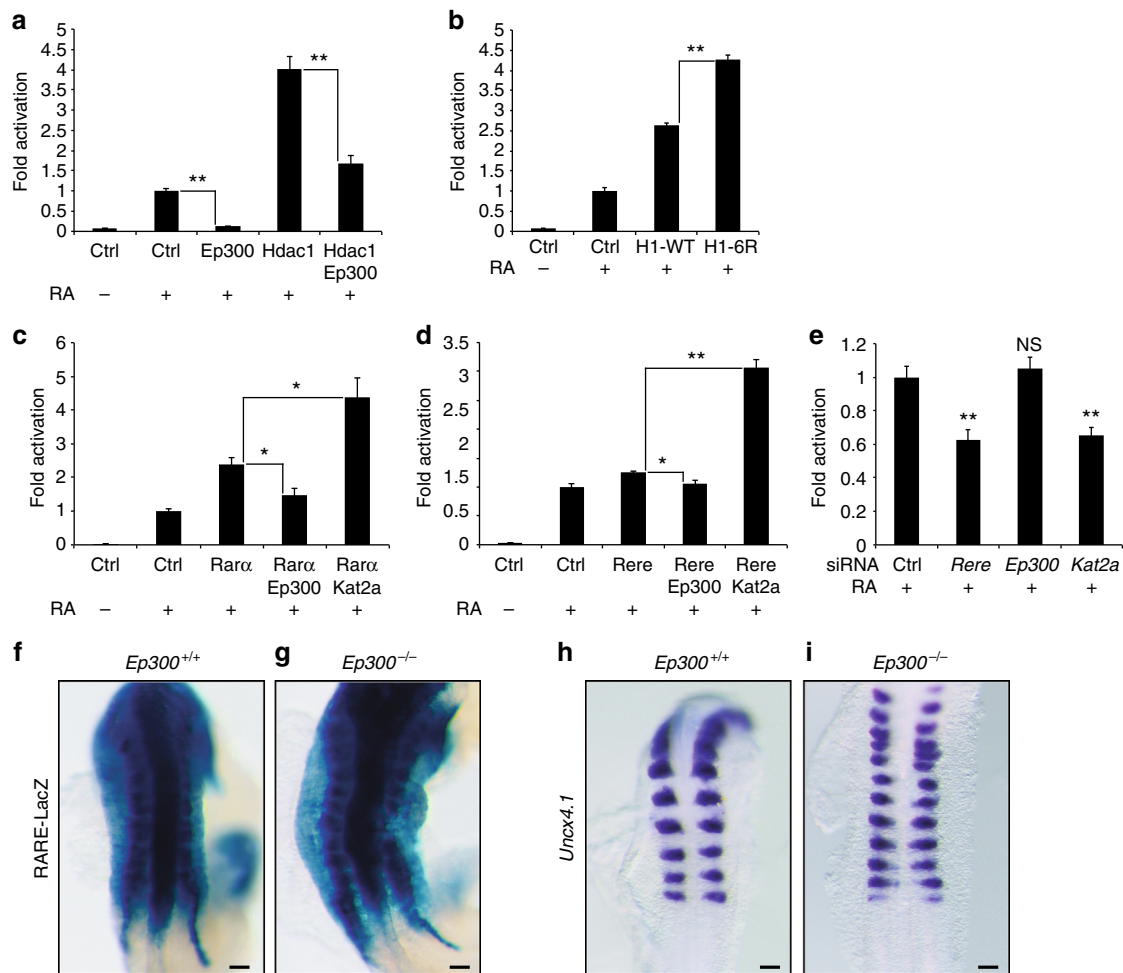 a
Fold activation
5
4.5
4
3.5
3
2.5
2
1.5
1
0.5
0
**
**
Ctrl Ctrl Ep300 Hdac1 Hdac1
Ep300
RA – + + + +
b
Fold activation
5
4.5
4
3.5
3
2.5
2
1.5
1
0.5
0
**
Ctrl Ctrl H1-WT H1-6R
RA – + + +
c
Fold activation
6
5
4
3
2
1
0
*
*
Ctrl Ctrl Rarα Rarα Rarα
Ep300 Kat2a
RA – + + + +
d
Fold activation
3.5
3
2.5
1
1.5
0.5
0
**
*
Ctrl Ctrl Rere Rere Rere
Ep300 Kat2a
RA – + + + +
e
Fold activation
1.2
1
0.8
0.6
0.4
0.2
0
**
NS
**
siRNA Ctrl Rere Ep300 Kat2a
RA + + + +
f
Ep300+/+
g
Ep300–/–
RARE-LacZ
h
Ep300+/+
i
Ep300–/–
Uncx4.1